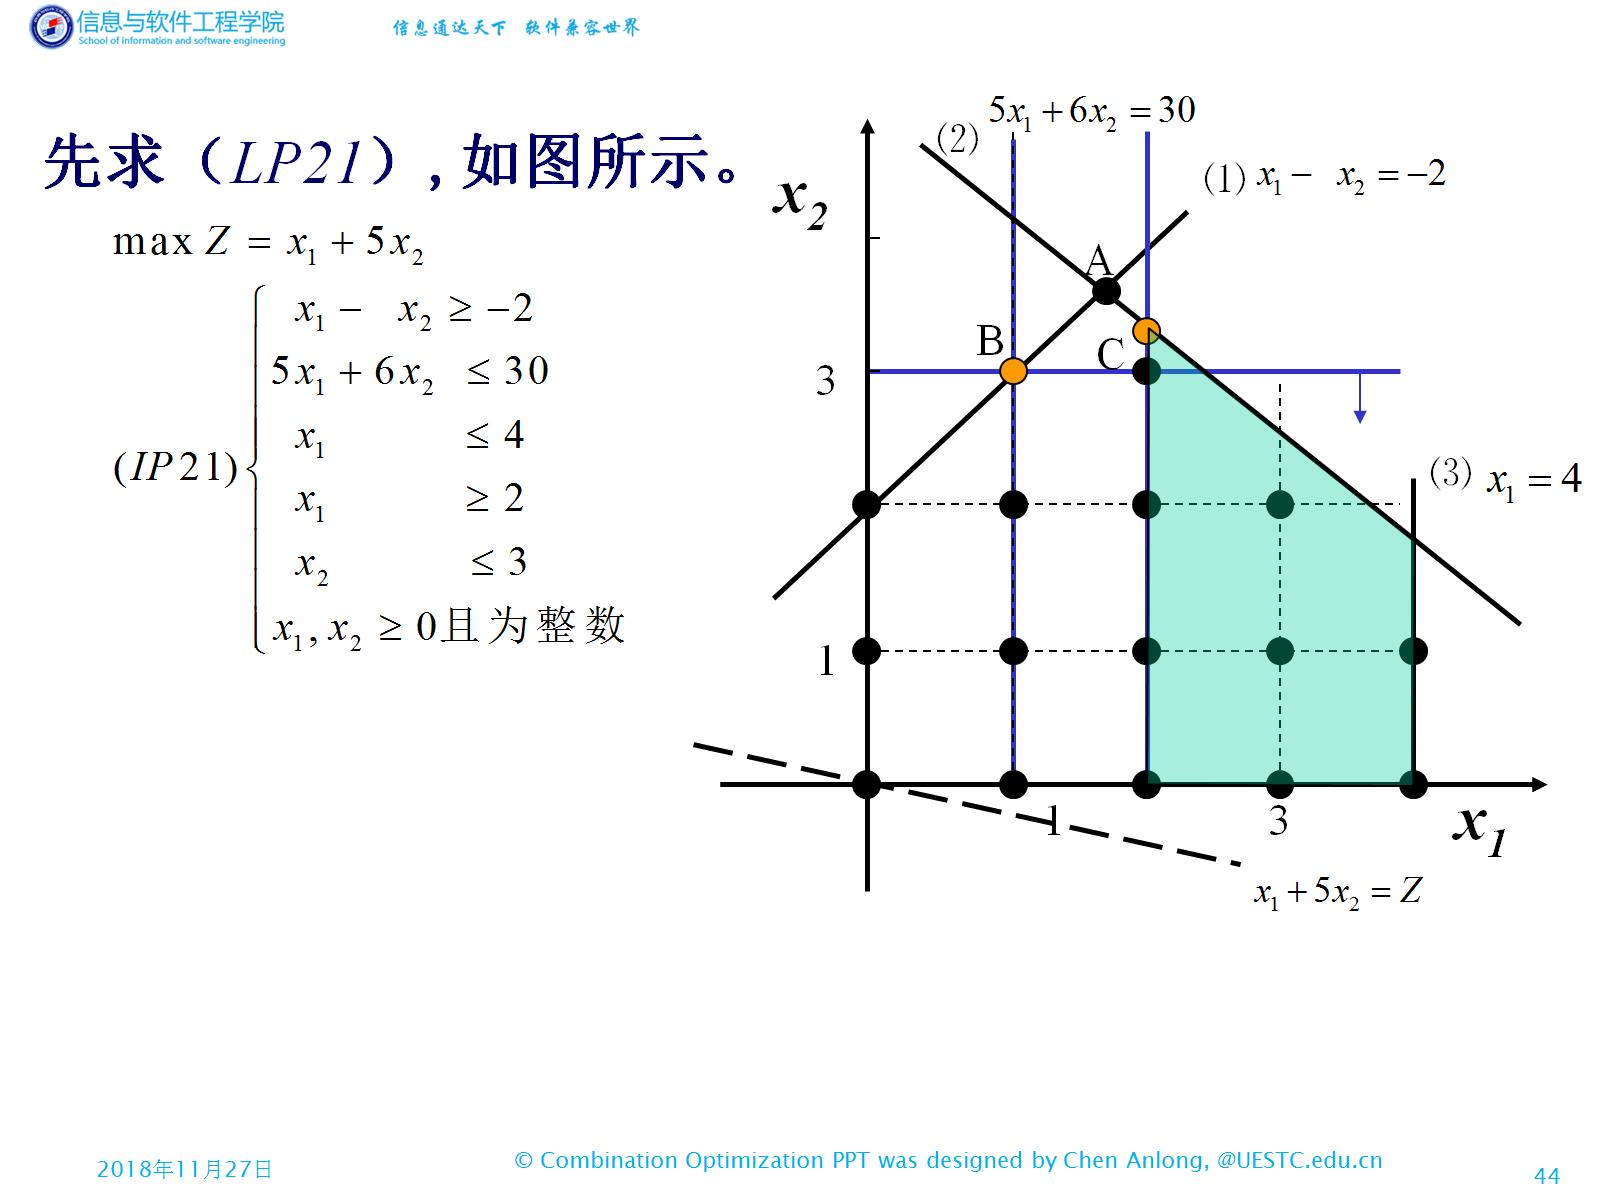 信息与软件工程学院
School of information and software engineering
信息通达天下 软件兼容世界
先求（LP21）,如图所示。
max Z = x₁ + 5x₂
x₁ − x₂ ≥ −2
5x₁ + 6x₂ ≤ 30
x₁ ≤ 4
(IP21)
x₁ ≥ 2
x₂ ≤ 3
x₁, x₂ ≥ 0且为整数
5x₁ + 6x₂ = 30
(2)
(1) x₁ − x₂ = −2
x₂
A
B
C
3
(3) x₁ = 4
1
1
3
x₁
x₁ + 5x₂ = Z
2018年11月27日
© Combination Optimization PPT was designed by Chen Anlong, @UESTC.edu.cn
44